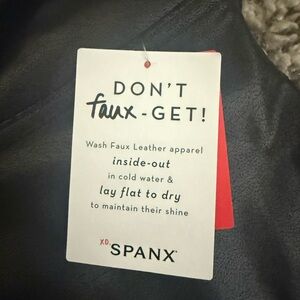 DON'T
faux-GET!
Wash Faux Leather apparel
inside-out
in cold water &
lay flat to dry
to maintain their shine
XO, SPANX